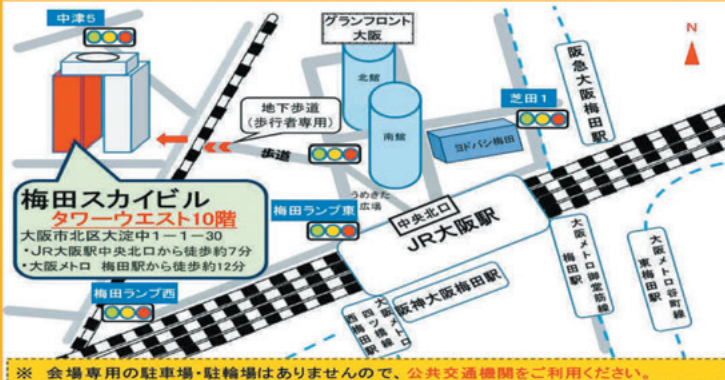 中津5
グランフロント
大阪
北館
南館
N
阪急大阪梅田駅
芝田1
地下歩道
(歩行者専用)
歩道
ヨドバシ梅田
うめきた
広場
梅田ランプ東
中央北口
JR大阪駅
梅田スカイビル
タワーウエスト10階
大阪市北区大淀中1-1-30
・JR大阪駅中央北口から徒歩約7分
・大阪メトロ 梅田駅から徒歩約12分
梅田ランプ西
大阪メトロ
四ツ橋線
西梅田駅
阪神大阪梅田駅
大阪メトロ御堂筋線
梅田駅
大阪メトロ谷町線
東梅田駅
※ 会場専用の駐車場・駐輪場はありませんので、公共交通機関をご利用ください。